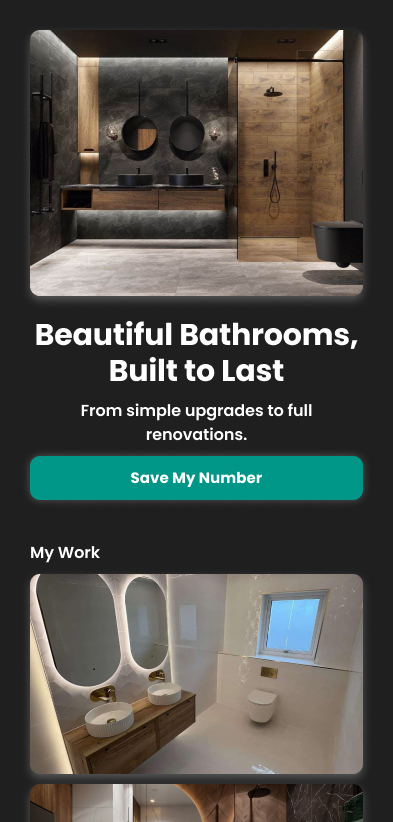 Beautiful Bathrooms,
Built to Last
From simple upgrades to full
renovations.
Save My Number
My Work